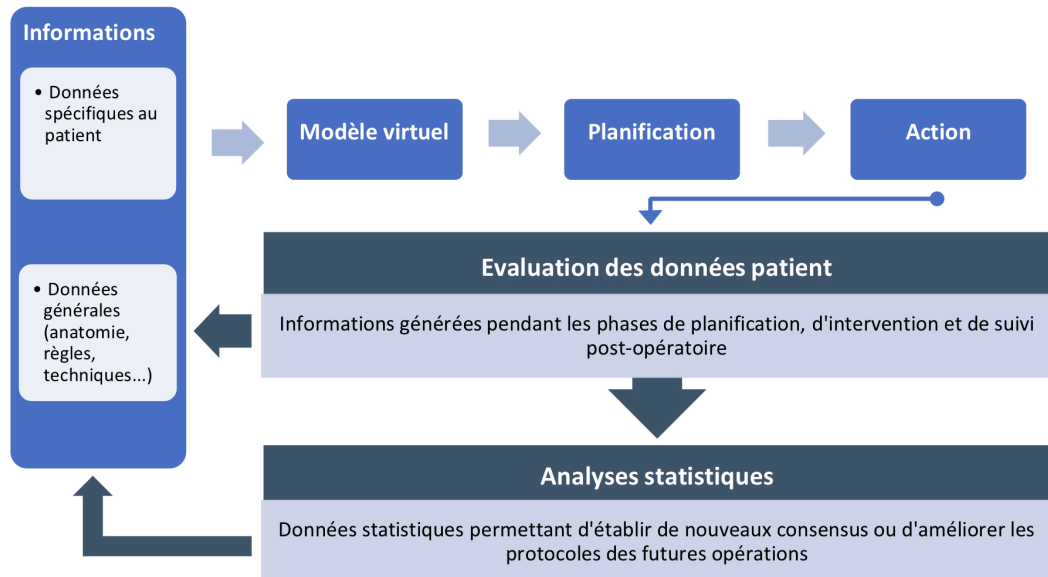 Informations
• Données
spécifiques au
patient
• Données
générales
(anatomie,
règles,
techniques...)
Modèle virtuel
Planification
Action
Evaluation des données patient
Informations générées pendant les phases de planification, d'intervention et de suivi
post-opératoire
Analyses statistiques
Données statistiques permettant d'établir de nouveaux consensus ou d'améliorer les
protocoles des futures opérations